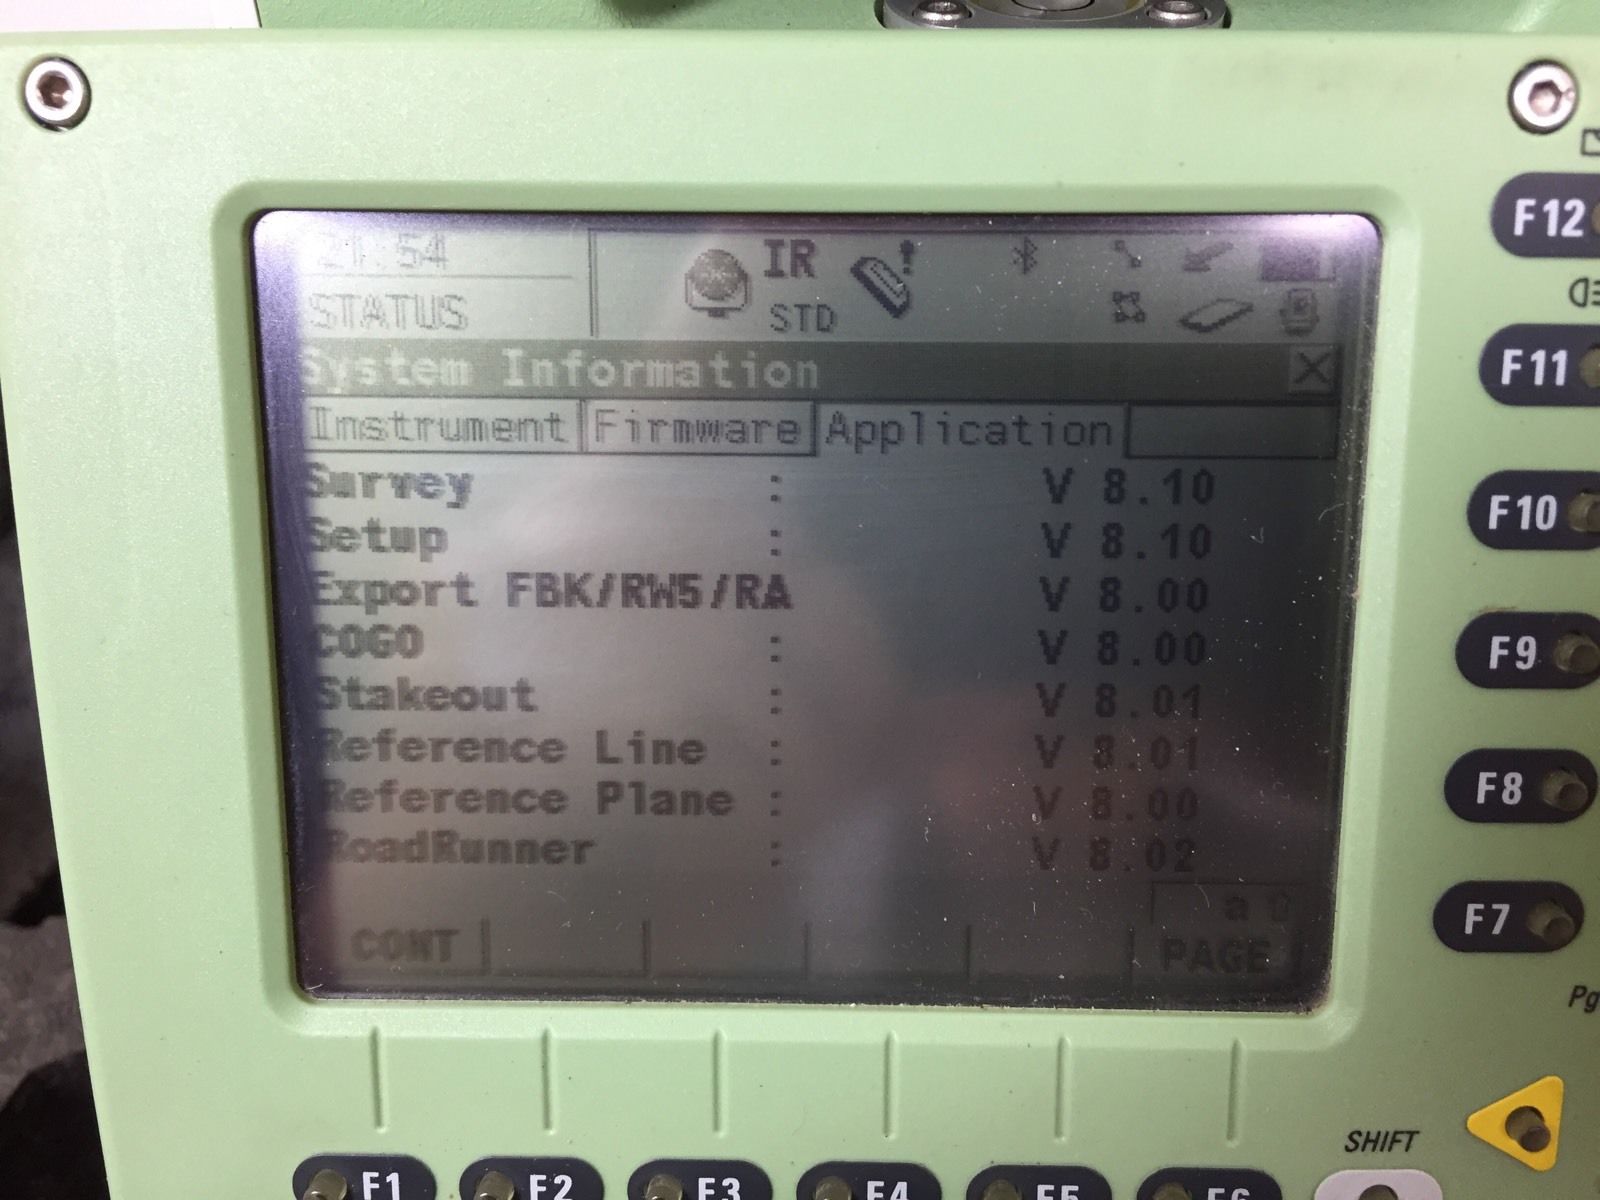 21:54
IR
STD
STATUS
System Information
Instrument Firmware Application
Survey : V 8.10
Setup : V 8.10
Export FBK/RW5/RA V 8.00
COGO : V 8.00
Stakeout : V 8.01
Reference Line : V 8.01
Reference Plane : V 8.00
RoadRunner : V 8.02
a
CONT PAGE
F12
F11
F10
F9
F8
F7
Pg
SHIFT
F1 F2 F3 F4 F5 F6